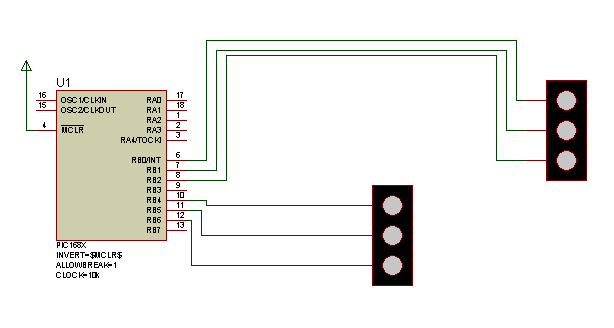 U1
16 OSC1/CLKIN RA0 17
15 OSC2/CLKOUT RA1 18
RA2 1
4 MCLR RA3 2
RA4/TOCKI 3
RB0/INT 6
RB1 7
RB2 8
RB3 9
RB4 10
RB5 11
RB6 12
RB7 13
PIC168X
INVERT=$MCLR$
ALLOWBREAK=1
CLOCK=10k